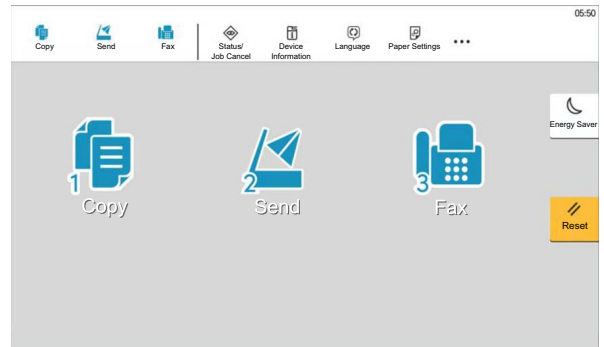 05:50
Copy
Send
Fax
Status/
Job Cancel
Device
Information
Language
Paper Settings
Energy Saver
1
Copy
2
Send
3
Fax
Reset